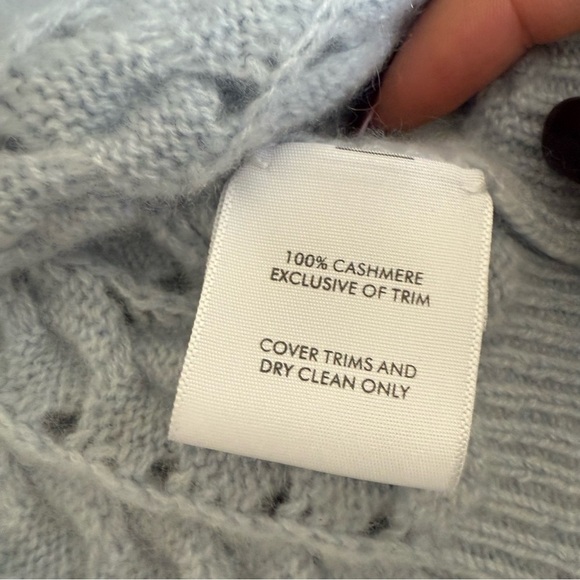 100% CASHMERE
EXCLUSIVE OF TRIM
COVER TRIMS AND
DRY CLEAN ONLY